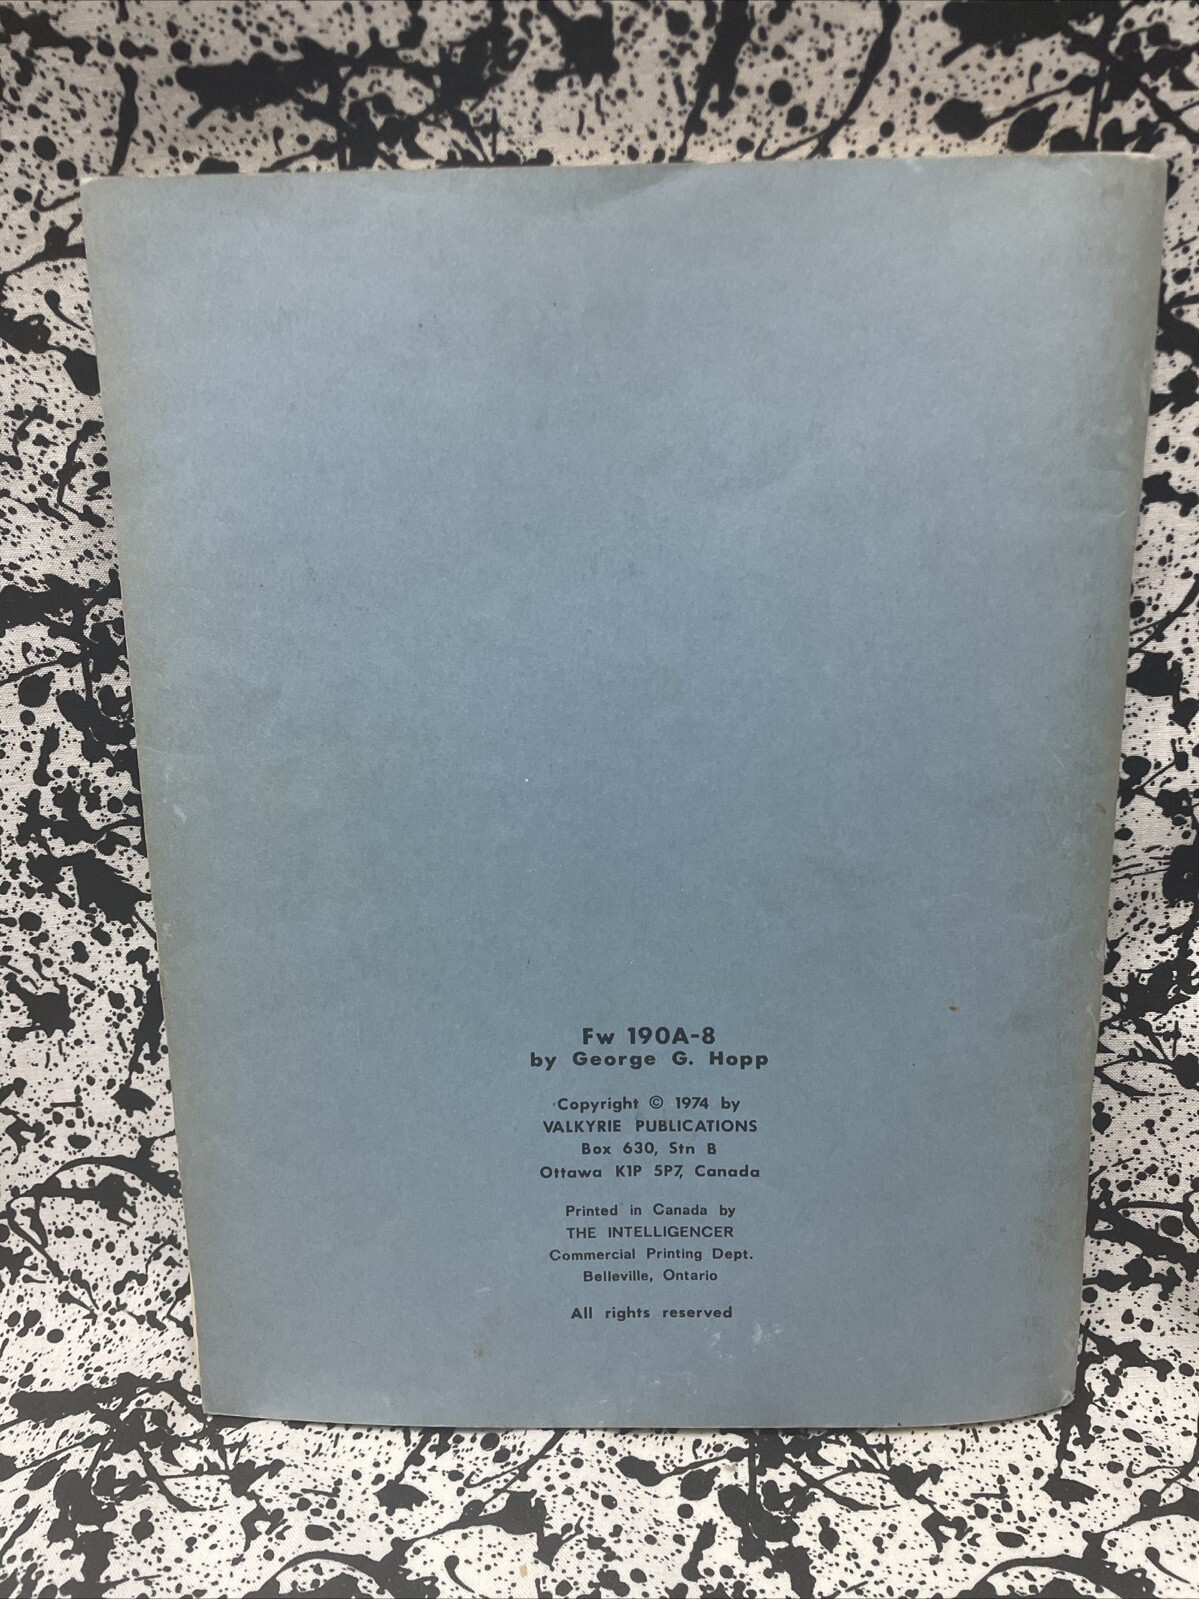 Fw 190A-8
by George G. Hopp
Copyright © 1974 by
VALKYRIE PUBLICATIONS
Box 630, Stn B
Ottawa K1P 5P7, Canada
Printed in Canada by
THE INTELLIGENCER
Commercial Printing Dept.
Belleville, Ontario
All rights reserved